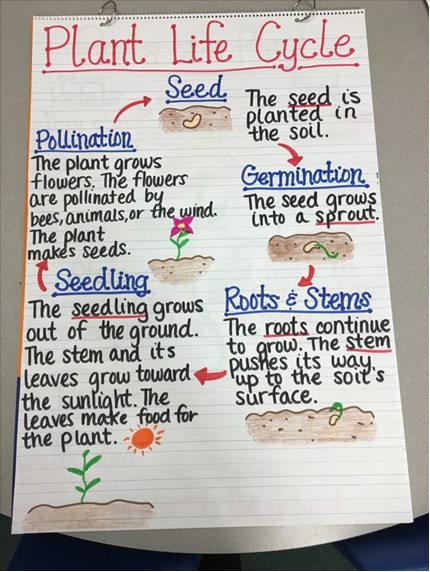 Plant Life Cycle
Seed
The seed is
planted in
the soil.
Germination
The seed grows
into a sprout.
Roots & Stems
The roots continue
to grow. The stem
pushes its way
up to the soil's
surface.
Seedling
The seedling grows
out of the ground.
The stem and it's
leaves grow toward
the sunlight. The
leaves make food for
the plant.
Pollination
The plant grows
flowers. The flowers
are pollinated by
bees, animals, or the wind.
The plant
makes seeds.